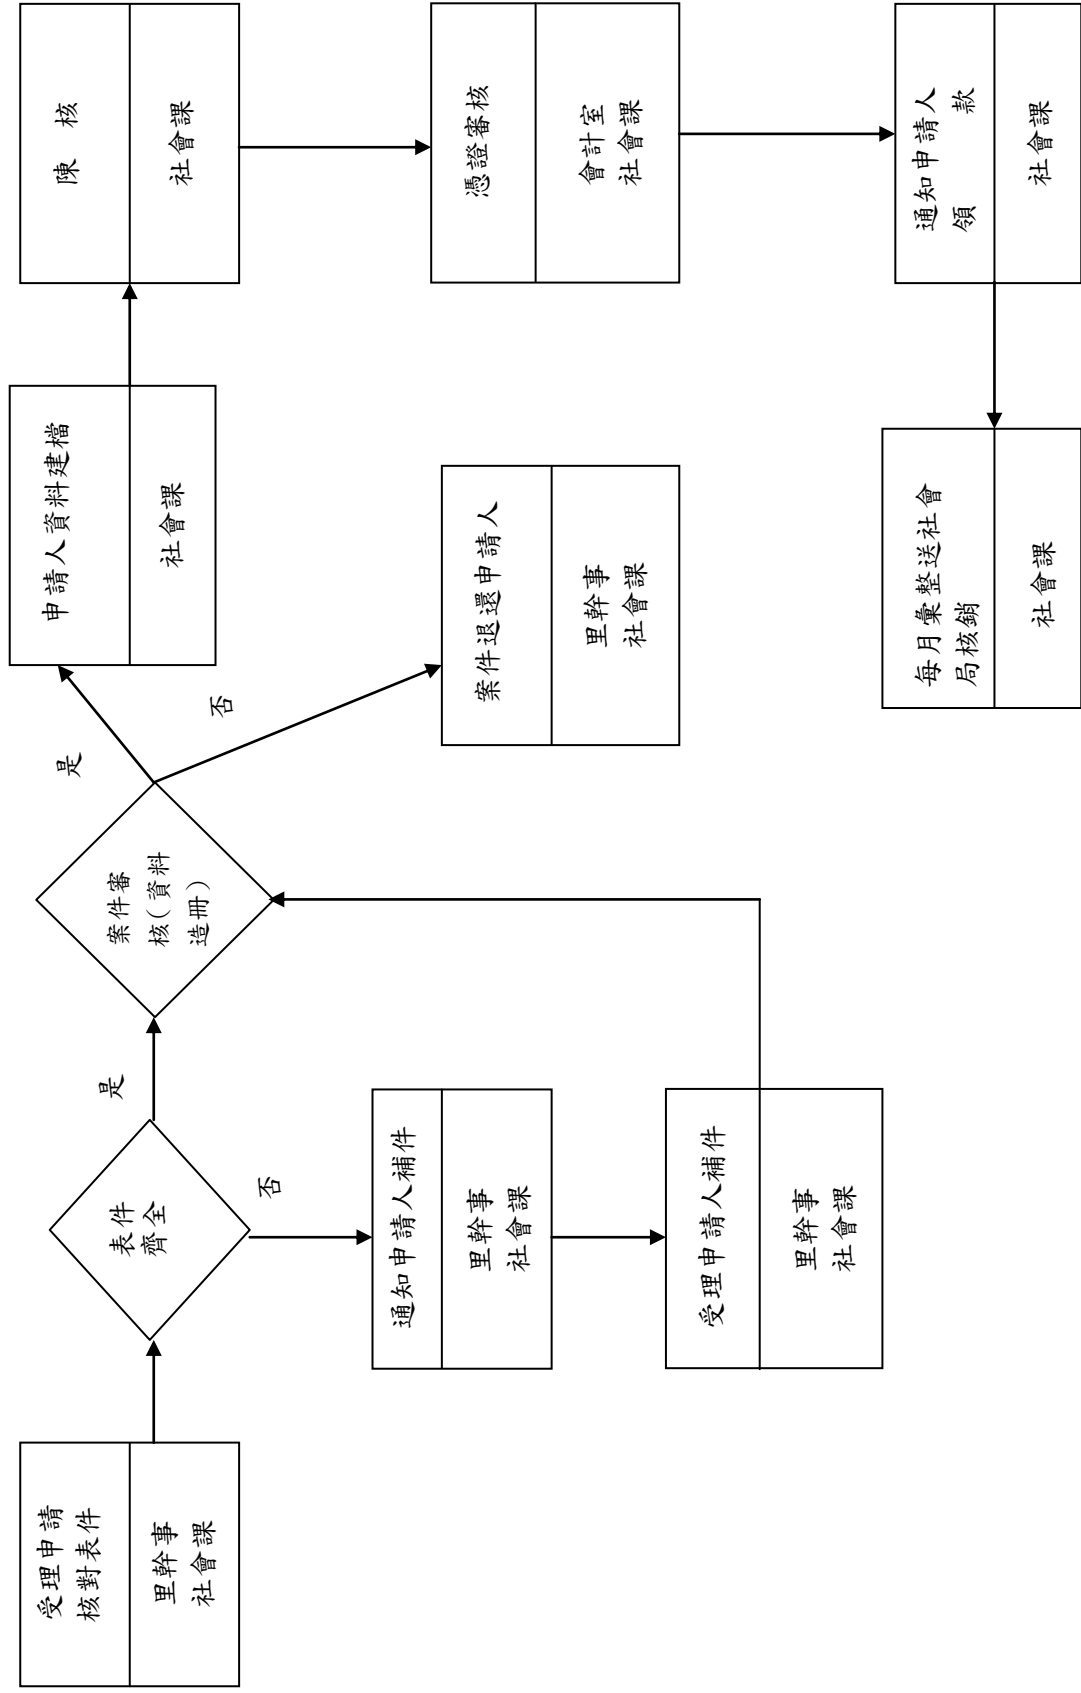 受理申請
核對表件
里幹事
社會課
表件
齊全
是
否
通知申請人補件
里幹事
社會課
受理申請人補件
里幹事
社會課
案件審
核(資料
造冊)
是
否
申請人資料建檔
社會課
案件退還申請人
里幹事
社會課
陳 核
社會課
憑證審核
會計室
社會課
通知申請人
領 款
社會課
每月彙整送社會
局核銷
社會課